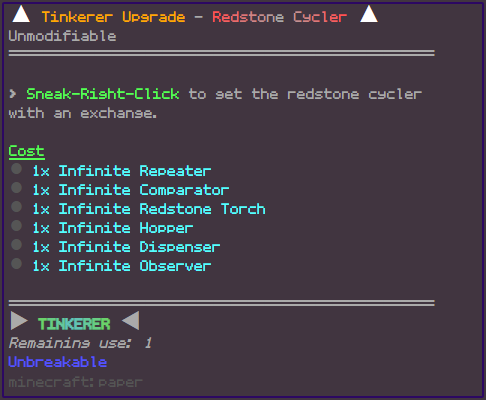 ▲ Tinkerer Upgrade - Redstone Cycler ▲
Unmodifiable
> Sneak-Right-Click to get the redstone cycler
with an exchange.
Cost
● 1x Infinite Repeater
● 1x Infinite Comparator
● 1x Infinite Redstone Torch
● 1x Infinite Hopper
● 1x Infinite Dispenser
● 1x Infinite Observer
▶ TINKERER ◀
Remaining use: 1
Unbreakable
minecraft:paper